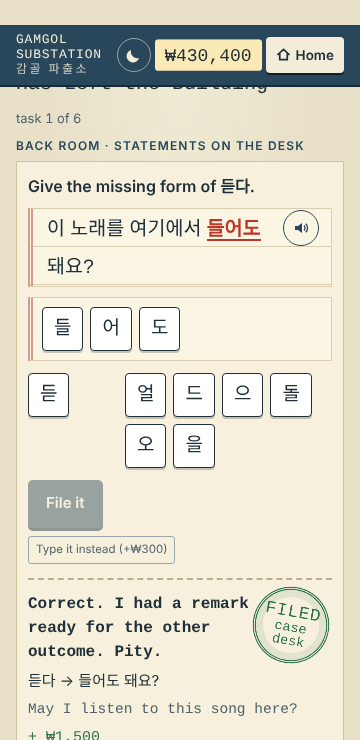 GAMGOL
SUBSTATION
감골 파출소
₩430,400
Home
has Left the Building
task 1 of 6
BACK ROOM · STATEMENTS ON THE DESK
Give the missing form of 듣다.
이 노래를 여기에서 들어도
돼요?
들 어 도
듣 얼 드 으 돌
오 을
File it
Type it instead (+₩300)
Correct. I had a remark
ready for the other
outcome. Pity.
FILED
case
desk
듣다 → 들어도 돼요?
May I listen to this song here?
+ ₩1,500